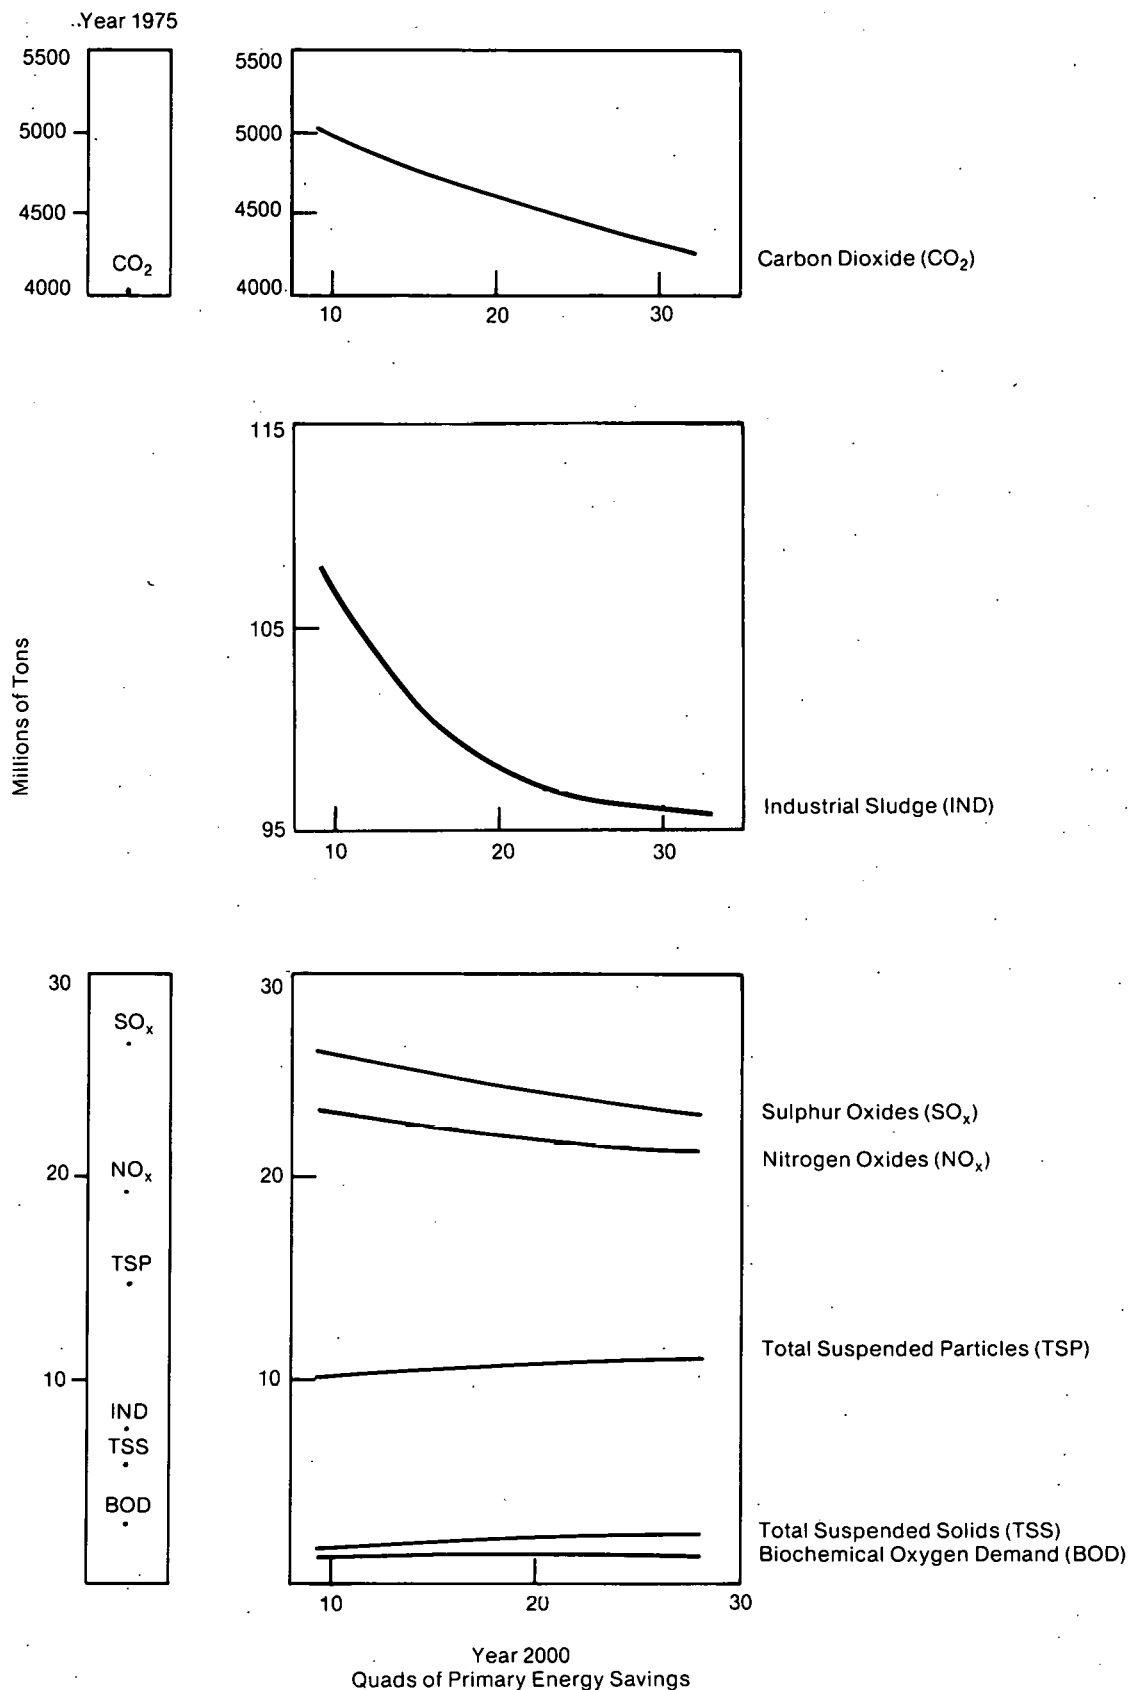 Year 1975
5500
5000
4500
CO₂
4000
5500
5000
4500
4000
10
20
30
Carbon Dioxide (CO₂)
Millions of Tons
115
105
95
10
20
30
Industrial Sludge (IND)
30
SOₓ
20
NOₓ
TSP
10
IND
TSS
BOD
30
20
10
Sulphur Oxides (SOₓ)
Nitrogen Oxides (NOₓ)
Total Suspended Particles (TSP)
Total Suspended Solids (TSS)
Biochemical Oxygen Demand (BOD)
10
20
30
Year 2000
Quads of Primary Energy Savings